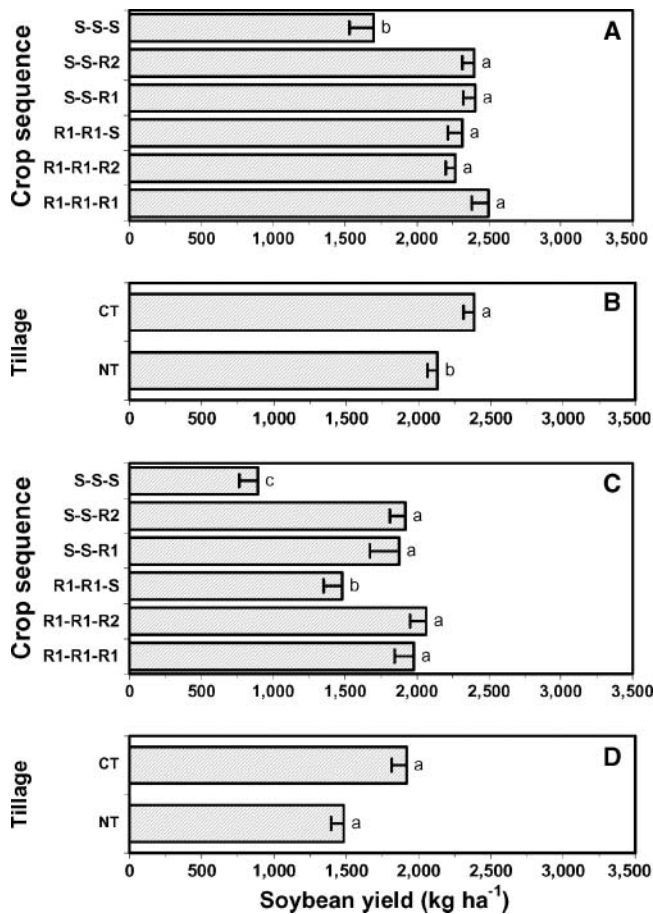 A
Crop sequence
S-S-S
b
S-S-R2
a
S-S-R1
a
R1-R1-S
a
R1-R1-R2
a
R1-R1-R1
a
0 500 1,000 1,500 2,000 2,500 3,000 3,500
B
Tillage
CT
a
NT
b
0 500 1,000 1,500 2,000 2,500 3,000 3,500
C
Crop sequence
S-S-S
c
S-S-R2
a
S-S-R1
a
R1-R1-S
b
R1-R1-R2
a
R1-R1-R1
a
0 500 1,000 1,500 2,000 2,500 3,000 3,500
D
Tillage
CT
a
NT
a
0 500 1,000 1,500 2,000 2,500 3,000 3,500
Soybean yield (kg ha⁻¹)